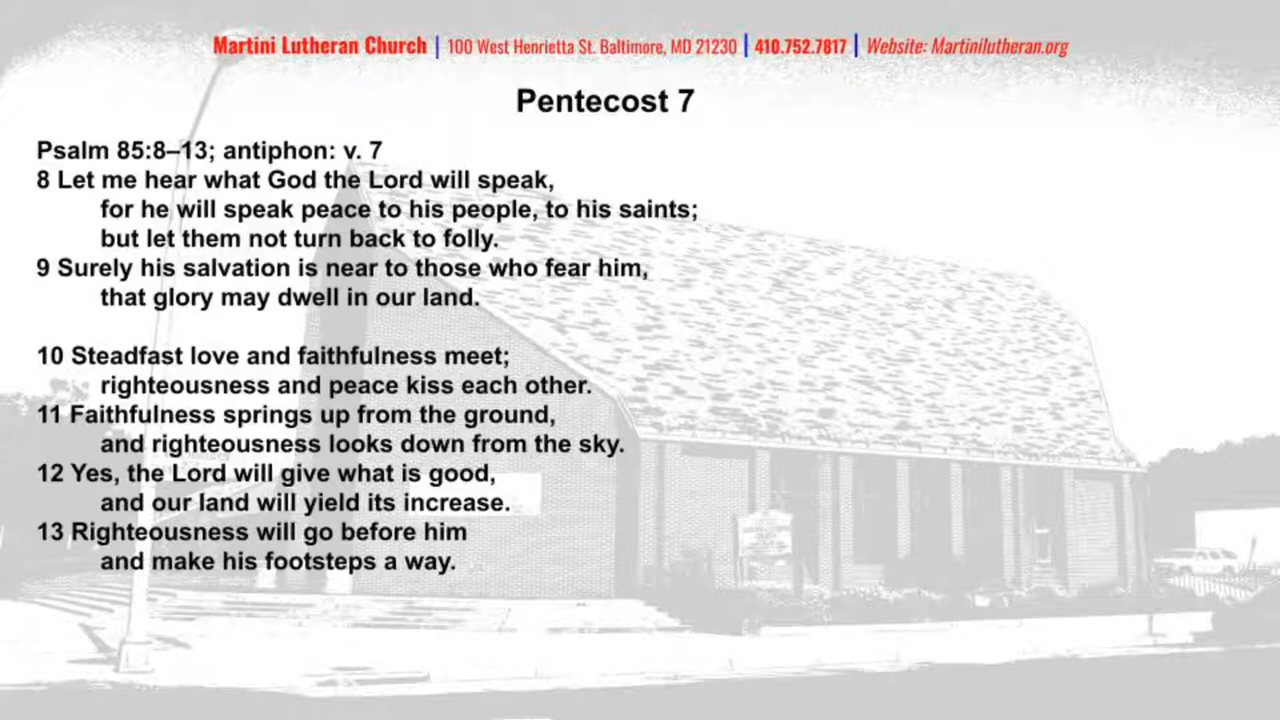 Martini Lutheran Church | 100 West Henrietta St. Baltimore, MD 21230 | 410.752.7817 | Website: Martinilutheran.org
Pentecost 7
Psalm 85:8–13; antiphon: v. 7
8 Let me hear what God the Lord will speak,
for he will speak peace to his people, to his saints;
but let them not turn back to folly.
9 Surely his salvation is near to those who fear him,
that glory may dwell in our land.
10 Steadfast love and faithfulness meet;
righteousness and peace kiss each other.
11 Faithfulness springs up from the ground,
and righteousness looks down from the sky.
12 Yes, the Lord will give what is good,
and our land will yield its increase.
13 Righteousness will go before him
and make his footsteps a way.